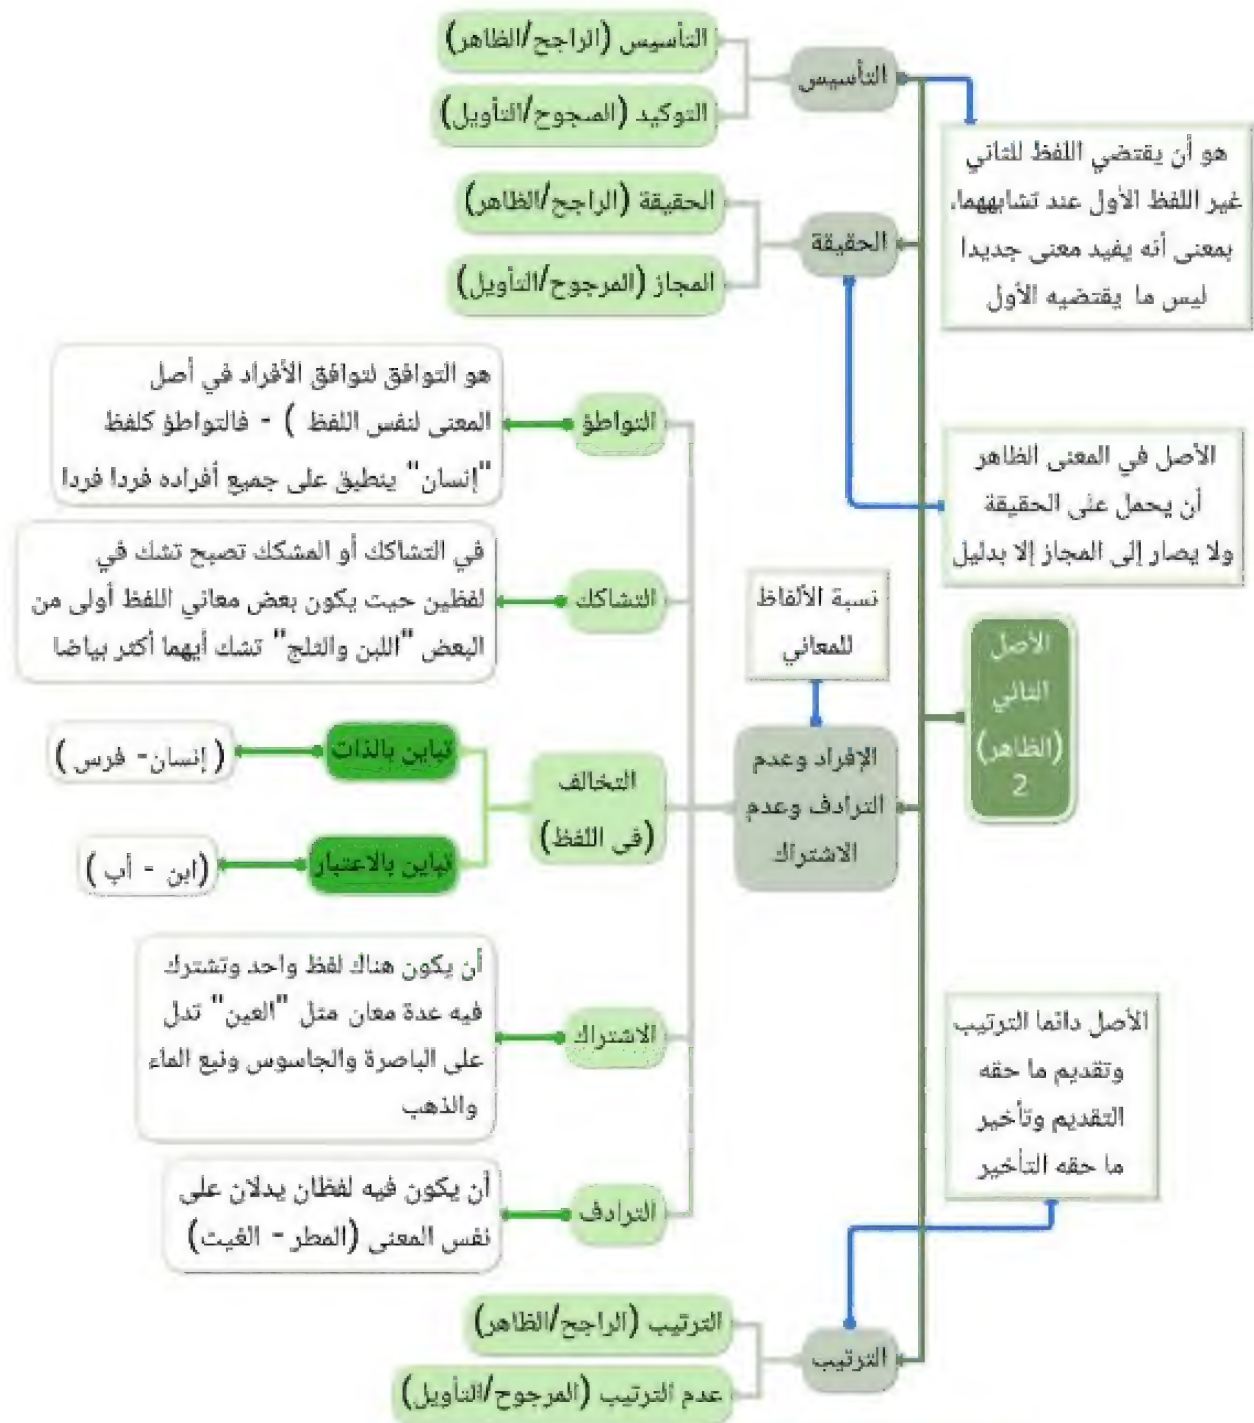 الأصل
الثاني
(الظاهر)
2
التأسيس
هو أن يقتضي اللفظ للثاني
غير اللفظ الأول عند تشابههما،
بمعنى أنه يفيد معنى جديدا
ليس ما يقتضيه الأول
التأسيس (الراجح/الظاهر)
التوكيد (المجوح/التأويل)
الحقيقة
الأصل في المعنى الظاهر
أن يحمل على الحقيقة
ولا يصار إلى المجاز إلا بدليل
الحقيقة (الراجح/الظاهر)
المجاز (المرجوح/التأويل)
الإفراد وعدم
الترادف وعدم
الاشتراك
نسبة الألفاظ
للمعاني
التواطؤ
هو التوافق لتوافق الأفراد في أصل
المعنى لنفس اللفظ ) - فالتواطؤ كلفظ
"إنسان" ينطبق على جميع أفراده فردا فردا
التشاكك
في التشاكك أو المشكك تصبح تشك في
لفظين حيث يكون بعض معاني اللفظ أولى من
البعض "اللبن والثلج" تشك أيهما أكثر بياضا
التخالف
(في اللفظ)
تباين بالذات
( إنسان- فرس )
تباين بالاعتبار
(ابن - أب )
الاشتراك
أن يكون هناك لفظ واحد وتشترك
فيه عدة معان مثل "العين" تدل
على الباصرة والجاسوس ونبع الماء
والذهب
الترادف
أن يكون فيه لفظان يدلان على
نفس المعنى (المطر - الغيث)
الترتيب
الأصل دائما الترتيب
وتقديم ما حقه
التقديم وتأخير
ما حقه التأخير
الترتيب (الراجح/الظاهر)
عدم الترتيب (المرجوح/التأويل)